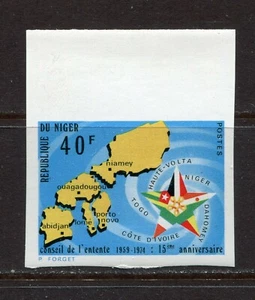 REPUBLIQUE DU NIGER
40F
POSTES
niamey
ouagadougou
abidjan
lome
porto
novo
HAUTE-VOLTA
NIGER
DAHOMEY
CÔTE D'IVOIRE
TOGO
conseil de l'entente 1959-1974 : 15ème anniversaire
P. FORGET